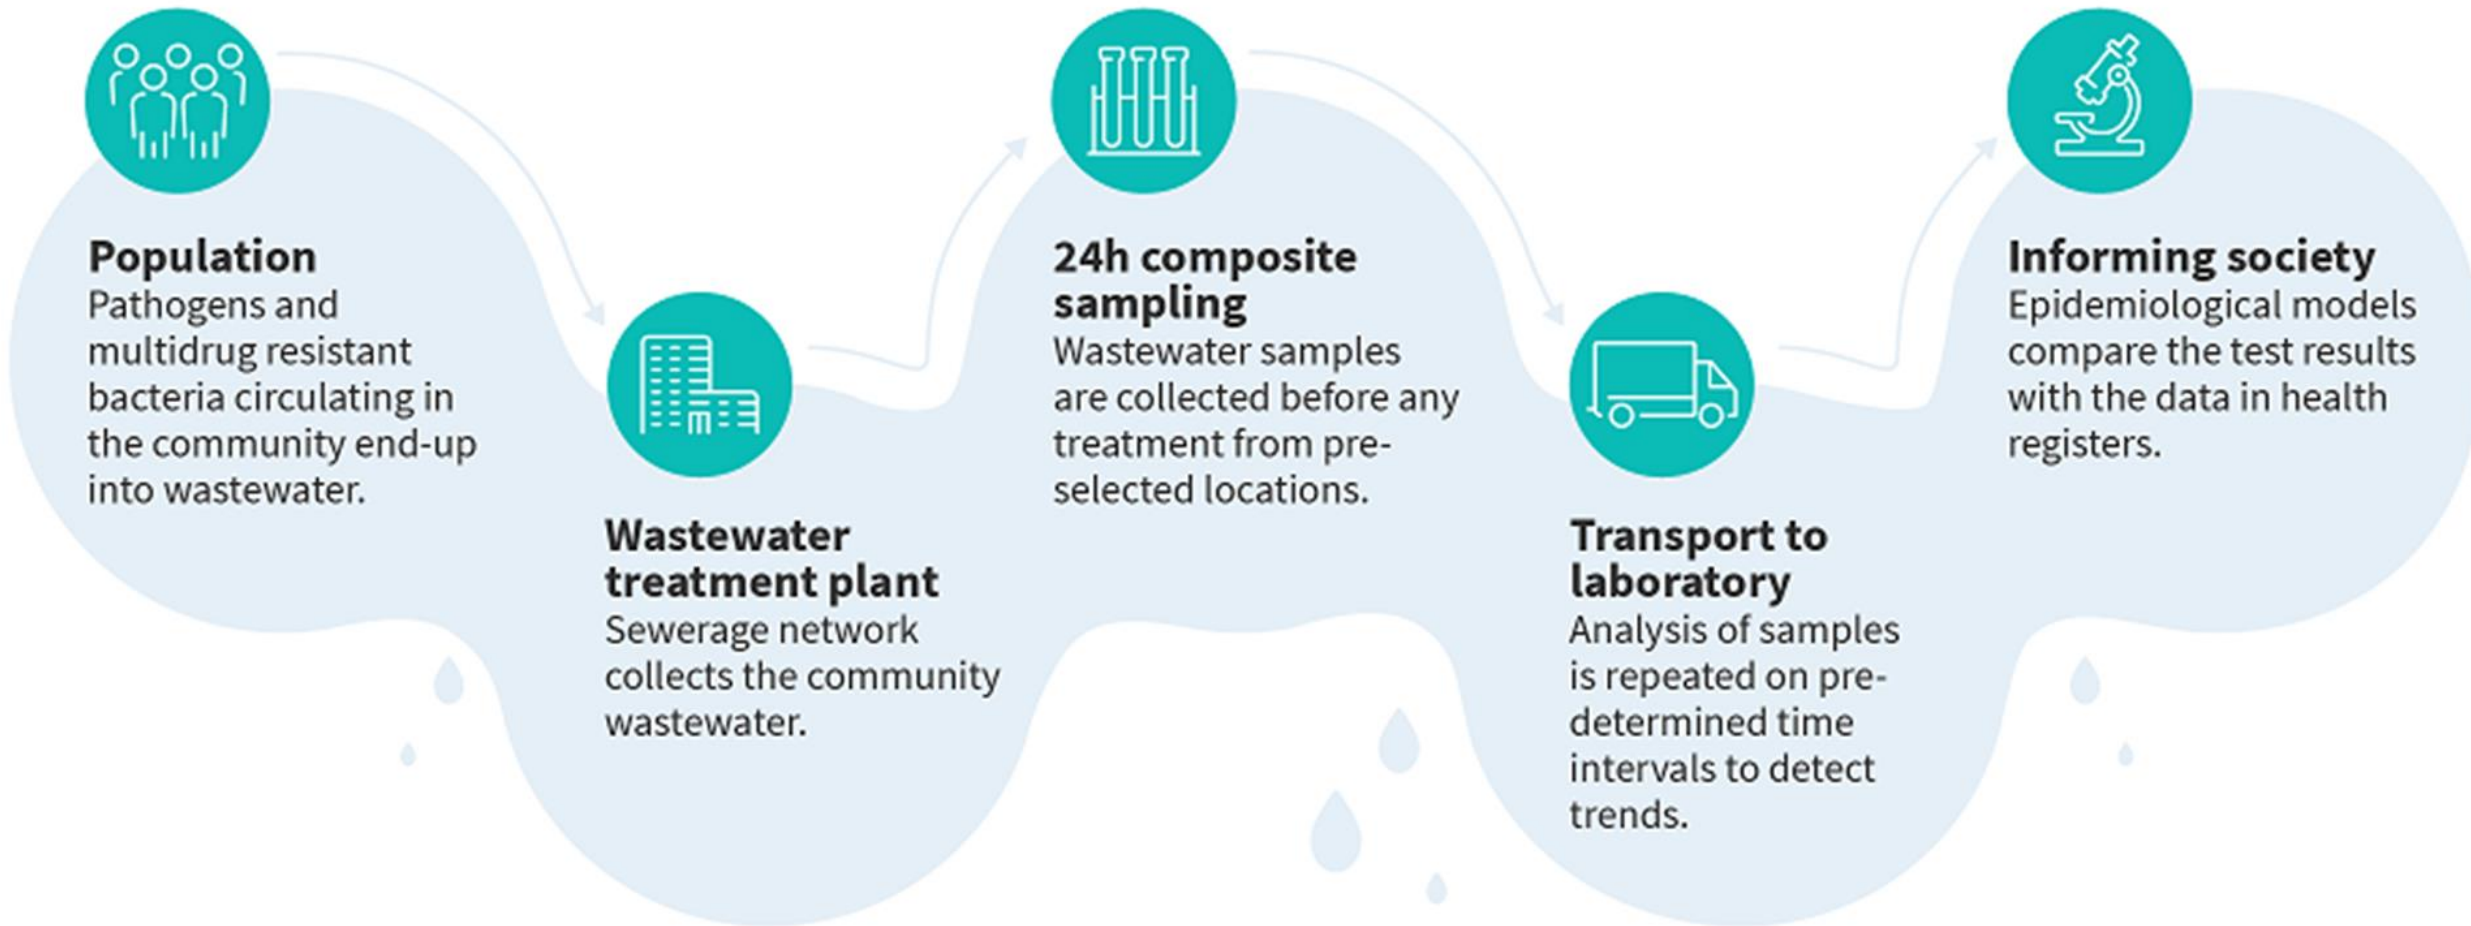 Population
Pathogens and
multidrug resistant
bacteria circulating in
the community end-up
into wastewater.
Wastewater
treatment plant
Sewerage network
collects the community
wastewater.
24h composite
sampling
Wastewater samples
are collected before any
treatment from pre-
selected locations.
Transport to
laboratory
Analysis of samples
is repeated on pre-
determined time
intervals to detect
trends.
Informing society
Epidemiological models
compare the test results
with the data in health
registers.